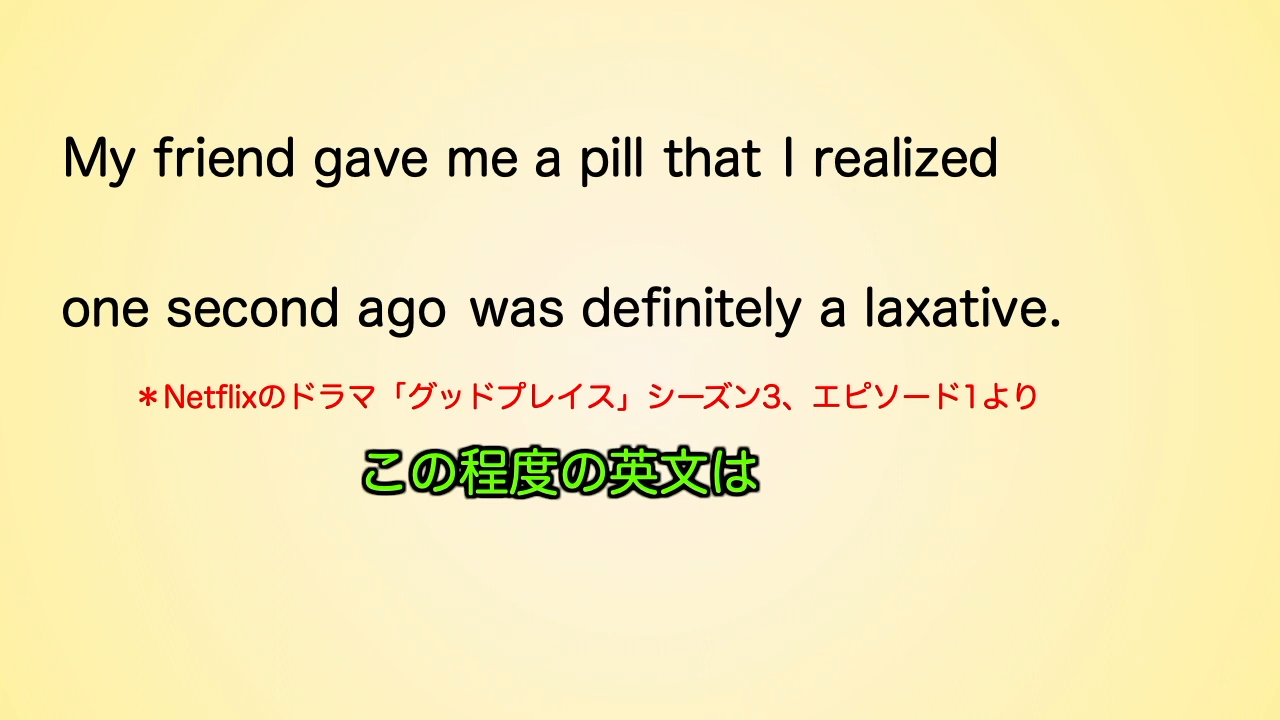 My friend gave me a pill that I realized
one second ago was definitely a laxative.
＊Netflixのドラマ「グッドプレイス」シーズン3、エピソード1より
この程度の英文は